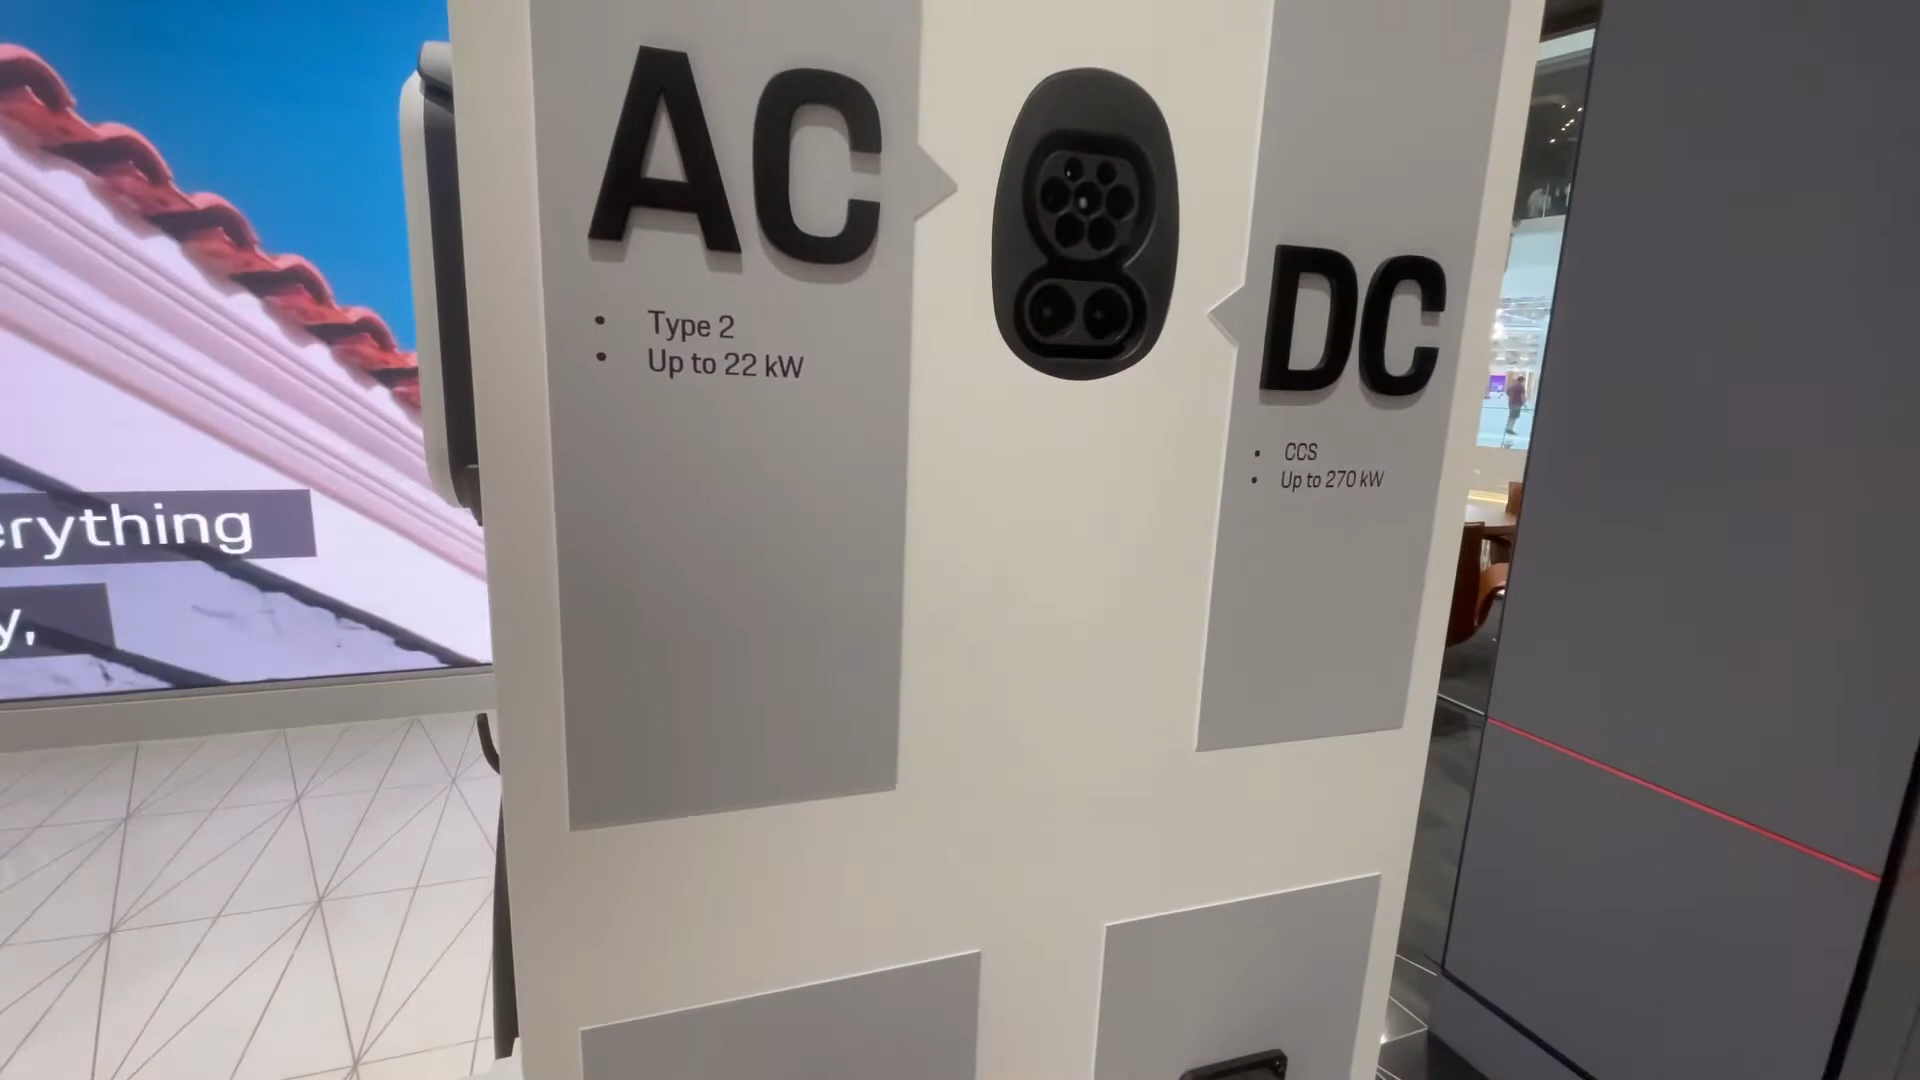 AC
• Type 2
• Up to 22 kW
DC
• CCS
• Up to 270 kW
erything
y,